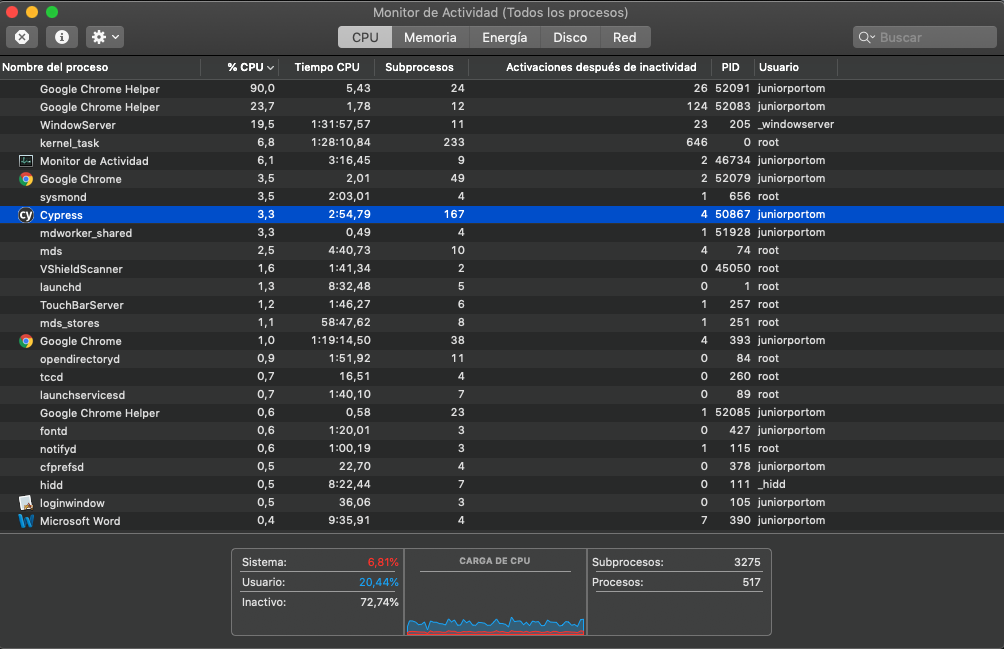 Monitor de Actividad (Todos los procesos)
CPU Memoria Energía Disco Red Buscar
Nombre del proceso % CPU Tiempo CPU Subprocesos Activaciones después de inactividad PID Usuario
Google Chrome Helper 90,0 5,43 24 26 52091 juniorportom
Google Chrome Helper 23,7 1,78 12 124 52083 juniorportom
WindowServer 19,5 1:31:57,57 11 23 205 _windowserver
kernel_task 6,8 1:28:10,84 233 646 0 root
Monitor de Actividad 6,1 3:16,45 9 2 46734 juniorportom
Google Chrome 3,5 2,01 49 2 52079 juniorportom
sysmond 3,5 2:03,01 4 1 656 root
cy Cypress 3,3 2:54,79 167 4 50867 juniorportom
mdworker_shared 3,3 0,49 4 1 51928 juniorportom
mds 2,5 4:40,73 10 4 74 root
VShieldScanner 1,6 1:41,34 2 0 45050 root
launchd 1,3 8:32,48 5 0 1 root
TouchBarServer 1,2 1:46,27 6 1 257 root
mds_stores 1,1 58:47,62 8 1 251 root
Google Chrome 1,0 1:19:14,50 38 4 393 juniorportom
opendirectoryd 0,9 1:51,92 11 0 84 root
tccd 0,7 16,51 4 0 260 root
launchservicesd 0,7 1:40,10 7 0 89 root
Google Chrome Helper 0,6 0,58 23 1 52085 juniorportom
fontd 0,6 1:20,01 3 0 427 juniorportom
notifyd 0,6 1:00,19 3 1 115 root
cfprefsd 0,5 22,70 4 0 378 juniorportom
hidd 0,5 8:22,44 7 0 111 _hidd
loginwindow 0,5 36,06 3 0 105 juniorportom
Microsoft Word 0,4 9:35,91 4 7 390 juniorportom
Sistema: 6,81% CARGA DE CPU Subprocesos: 3275
Usuario: 20,44% Procesos: 517
Inactivo: 72,74%